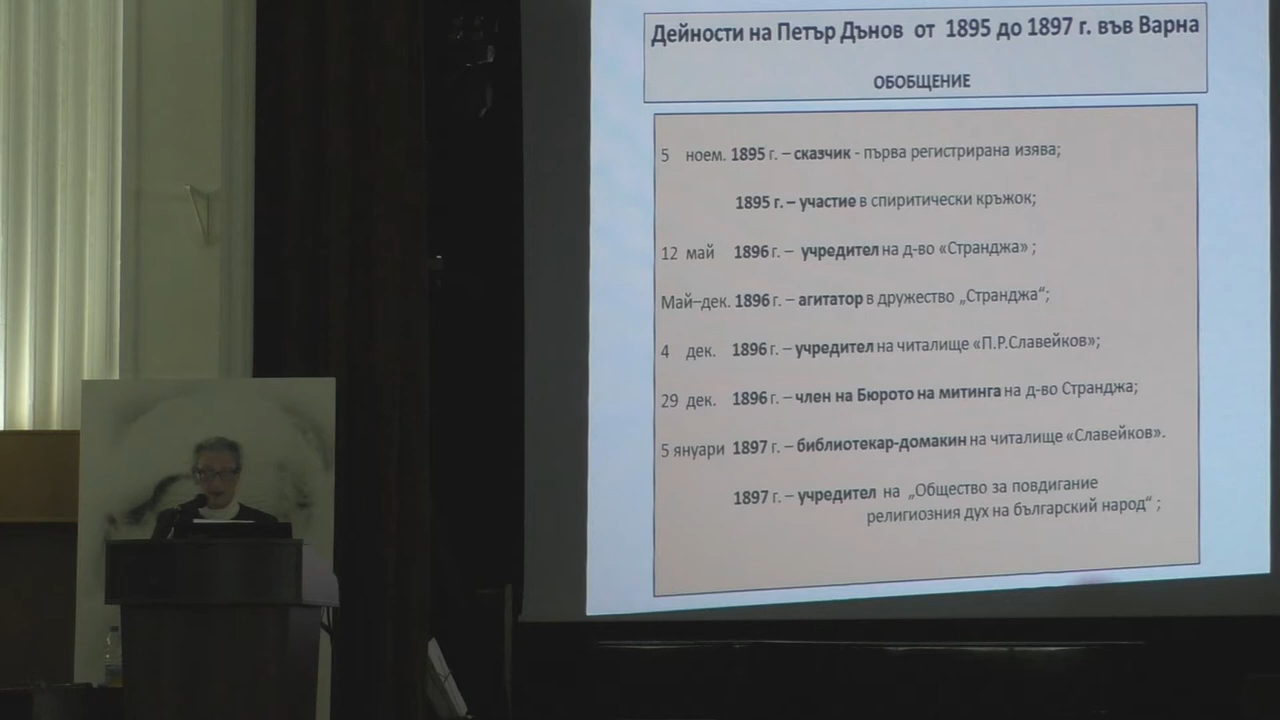 Дейности на Петър Дънов от 1895 до 1897 г. във Варна
ОБОБЩЕНИЕ
5 ноем. 1895 г. – сказчик - първа регистрирана изява;
1895 г. – участие в спиритически кръжок;
12 май 1896 г. – учредител на д-во «Странджа» ;
Май–дек. 1896 г. – агитатор в дружество „Странджа“;
4 дек. 1896 г. – учредител на читалище «П.Р.Славейков»;
29 дек. 1896 г. – член на Бюрото на митинга на д-во Странджа;
5 януари 1897 г. – библиотекар-домакин на читалище «Славейков».
1897 г. – учредител на „Общество за повдигание
религиозния дух на българский народ“ ;